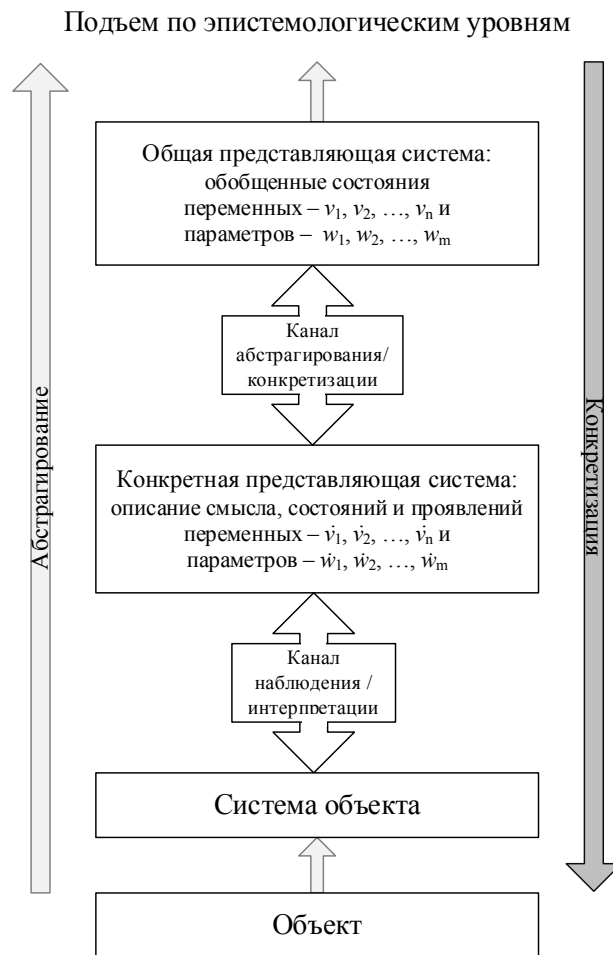 Подъем по эпистемологическим уровням
Общая представляющая система:
обобщенные состояния
переменных – v₁, v₂, …, vₙ и
параметров – w₁, w₂, …, wₘ
Канал
абстрагирования/
конкретизации
Абстрагирование
Конкретизация
Конкретная представляющая система:
описание смысла, состояний и проявлений
переменных – v̇₁, v̇₂, …, v̇ₙ и
параметров – ẇ₁, ẇ₂, …, ẇₘ
Канал
наблюдения /
интерпретации
Система объекта
Объект